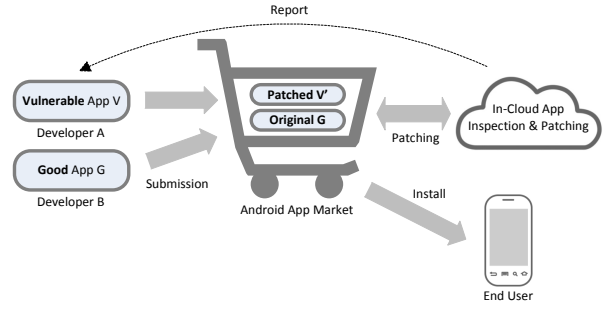 Report
Vulnerable App V
Developer A
Good App G
Developer B
Submission
Patched V’
Original G
Android App Market
Patching
In-Cloud App
Inspection & Patching
Install
End User